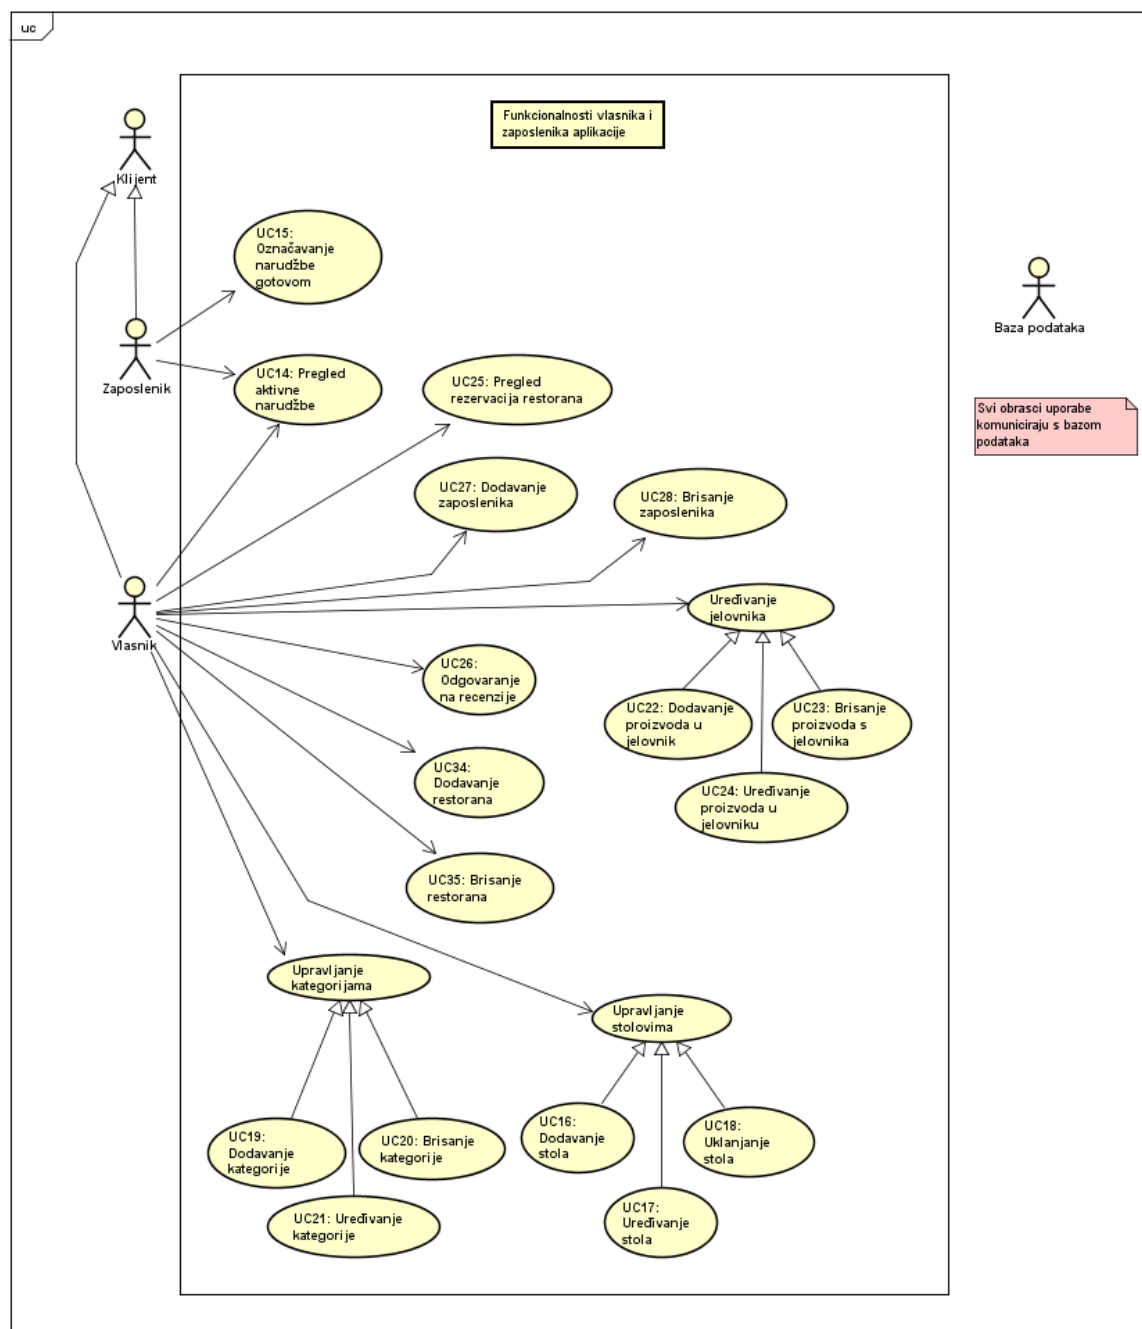 uc
Funkcionalnosti vlasnika i
zaposlenika aplikacije
Klijent
UC15:
Označavanje
narudžbe
gotovom
Baza podataka
Zaposlenik
UC14: Pregled
aktivne
narudžbe
UC25: Pregled
rezervacija restorana
Svi obrasci uporabe
komuniciraju s bazom
podataka
UC27: Dodavanje
zaposlenika
UC28: Brisanje
zaposlenika
Uređivanje
jelovnika
Vlasnik
UC26:
Odgovaranje
na recenzije
UC22: Dodavanje
proizvoda u
jelovnik
UC23: Brisanje
proizvoda s
jelovnika
UC34:
Dodavanje
restorana
UC24: Uređivanje
proizvoda u
jelovniku
UC35: Brisanje
restorana
Upravljanje
kategorijama
Upravljanje
stolovima
UC19:
Dodavanje
kategorije
UC20: Brisanje
kategorije
UC16:
Dodavanje
stola
UC18:
Uklanjanje
stola
UC21: Uređivanje
kategorije
UC17:
Uređivanje
stola